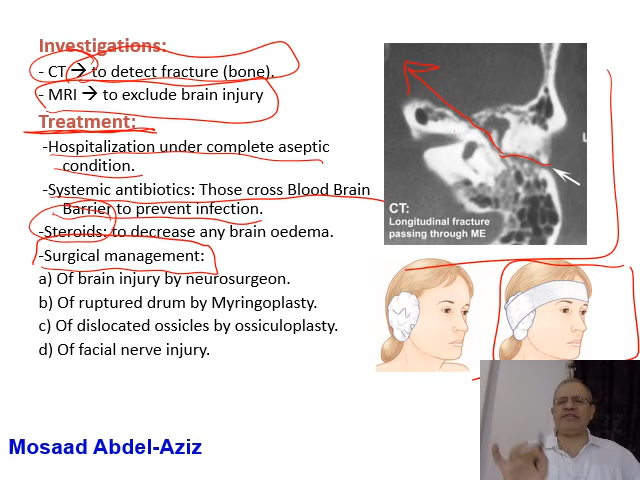 Investigations:
- CT → to detect fracture (bone).
- MRI → to exclude brain injury
Treatment:
-Hospitalization under complete aseptic
condition.
-Systemic antibiotics: Those cross Blood Brain
Barrier to prevent infection.
-Steroids: to decrease any brain oedema.
-Surgical management:
a) Of brain injury by neurosurgeon.
b) Of ruptured drum by Myringoplasty.
c) Of dislocated ossicles by ossiculoplasty.
d) Of facial nerve injury.
L
CT:
Longitudinal fracture
passing through ME
Mosaad Abdel-Aziz